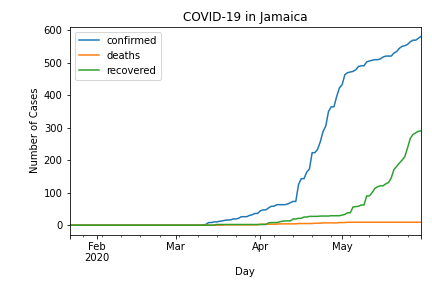 COVID-19 in Jamaica
confirmed
deaths
recovered
Number of Cases
600
500
400
300
200
100
0
Feb
2020
Mar
Apr
May
Day